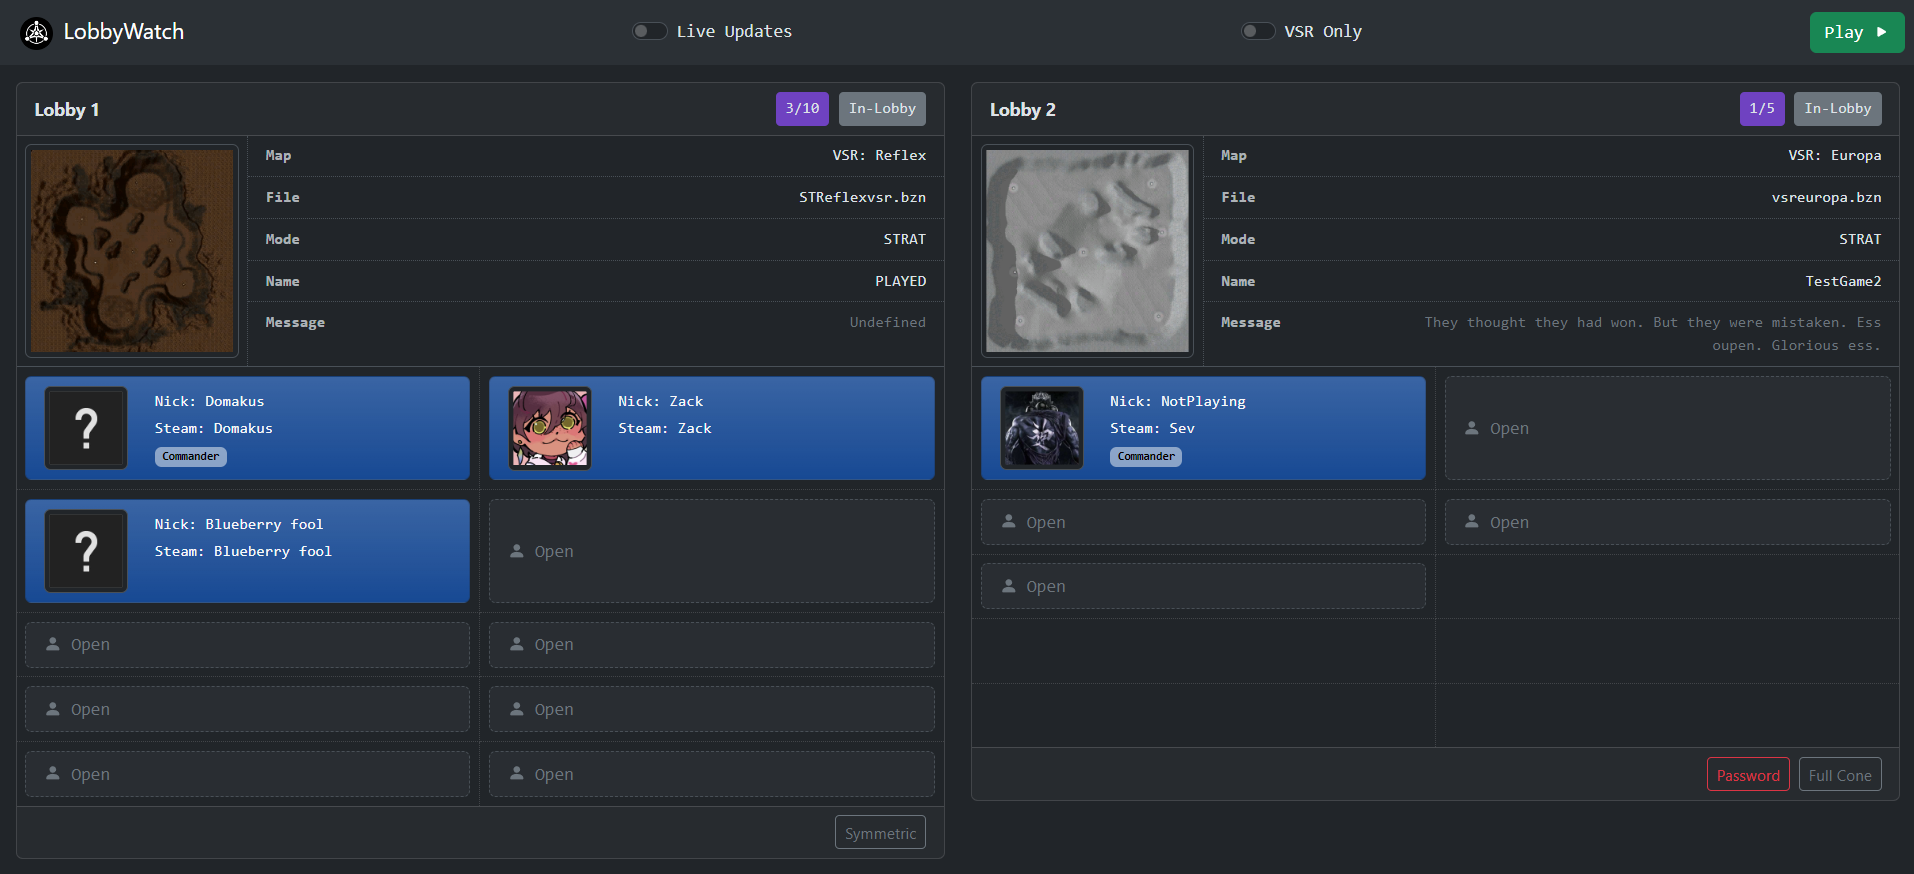 LobbyWatch
Live Updates
VSR Only
Play
Lobby 1
3/10
In-Lobby
Map
VSR: Reflex
File
STReflexvsr.bzn
Mode
STRAT
Name
PLAYED
Message
Undefined
?
Nick: Domakus
Steam: Domakus
Commander
Nick: Zack
Steam: Zack
?
Nick: Blueberry fool
Steam: Blueberry fool
Open
Open
Open
Open
Open
Open
Open
Symmetric
Lobby 2
1/5
In-Lobby
Map
VSR: Europa
File
vsreuropa.bzn
Mode
STRAT
Name
TestGame2
Message
They thought they had won. But they were mistaken. Ess
oupen. Glorious ess.
Nick: NotPlaying
Steam: Sev
Commander
Open
Open
Open
Open
Password
Full Cone